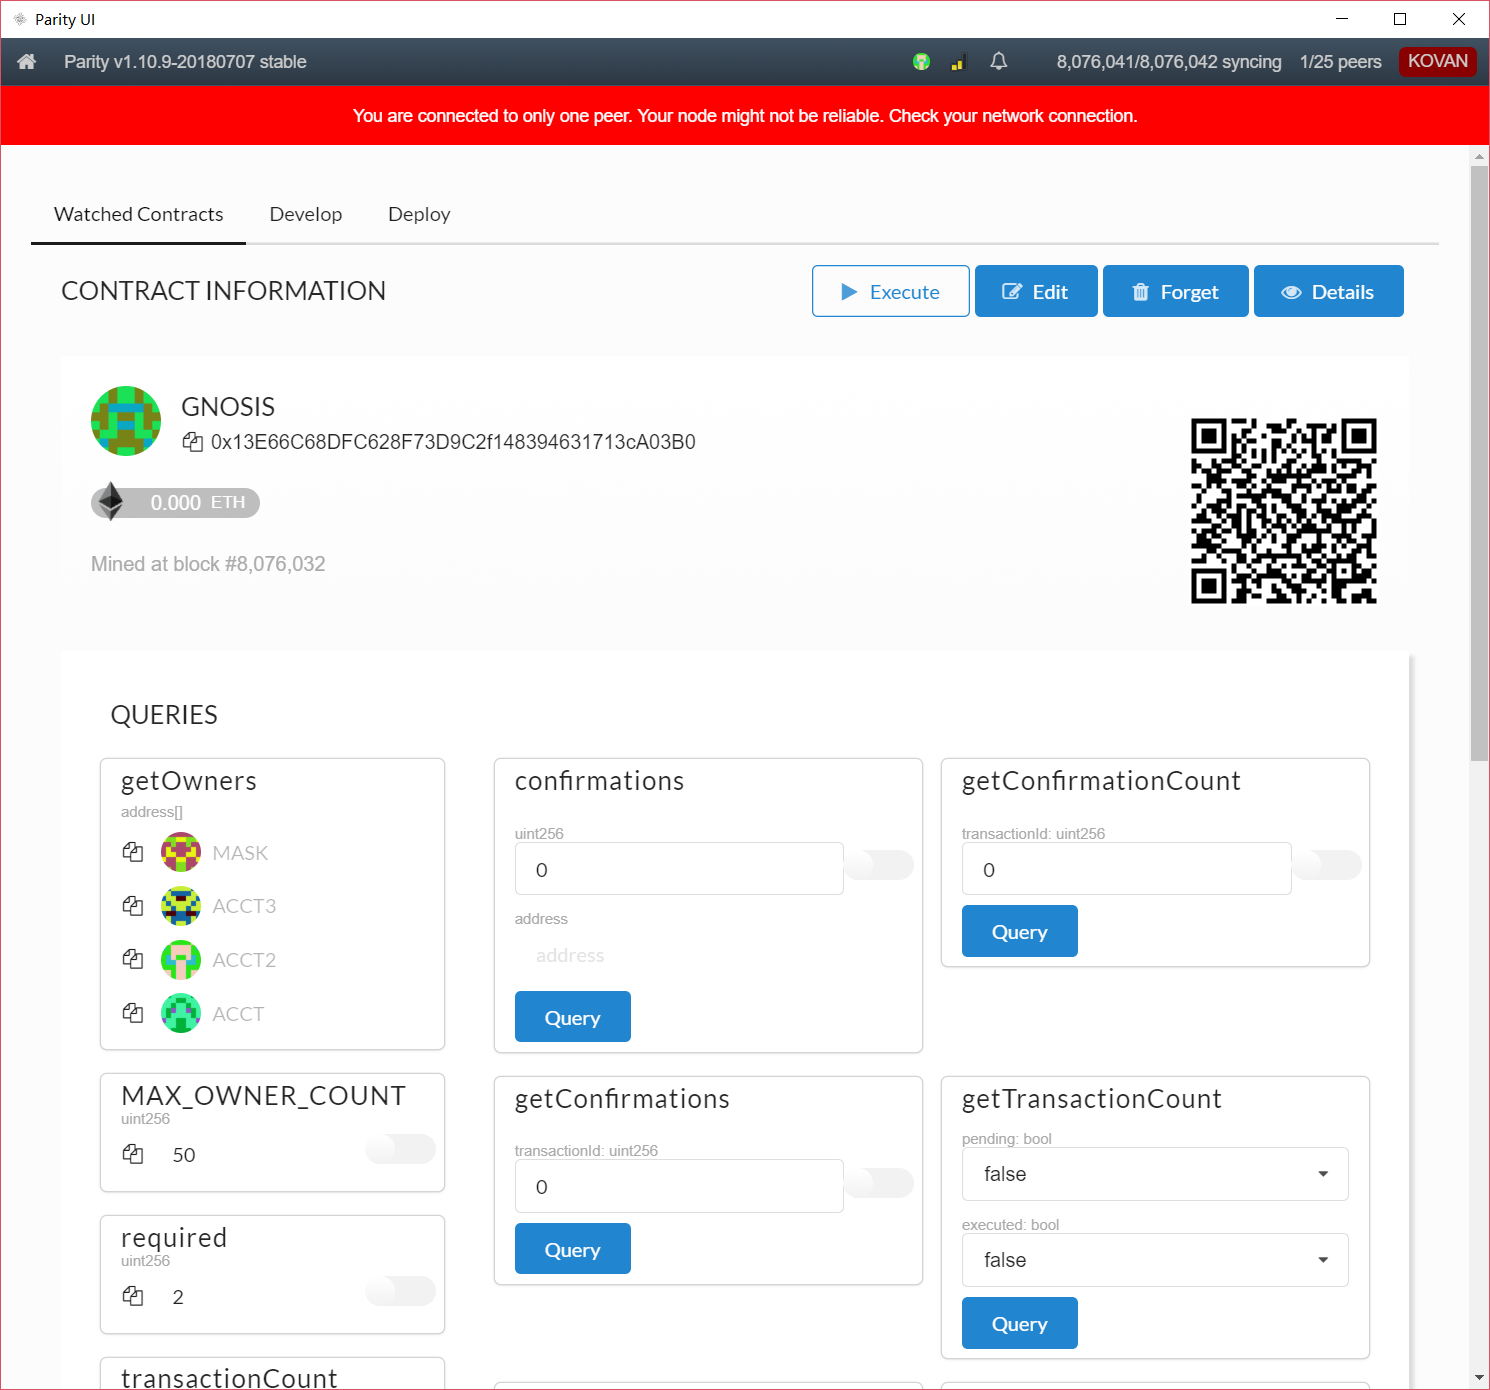 Parity UI
Parity v1.10.9-20180707 stable
8,076,041/8,076,042 syncing
1/25 peers
KOVAN
You are connected to only one peer. Your node might not be reliable. Check your network connection.
Watched Contracts
Develop
Deploy
CONTRACT INFORMATION
Execute
Edit
Forget
Details
GNOSIS
0x13E66C68DFC628F73D9C2f148394631713cA03B0
0.000 ETH
Mined at block #8,076,032
QUERIES
getOwners
address[]
MASK
ACCT3
ACCT2
ACCT
MAX_OWNER_COUNT
uint256
50
required
uint256
2
transactionCount
confirmations
uint256
0
address
address
Query
getConfirmations
transactionId: uint256
0
Query
getConfirmationCount
transactionId: uint256
0
Query
getTransactionCount
pending: bool
false
executed: bool
false
Query